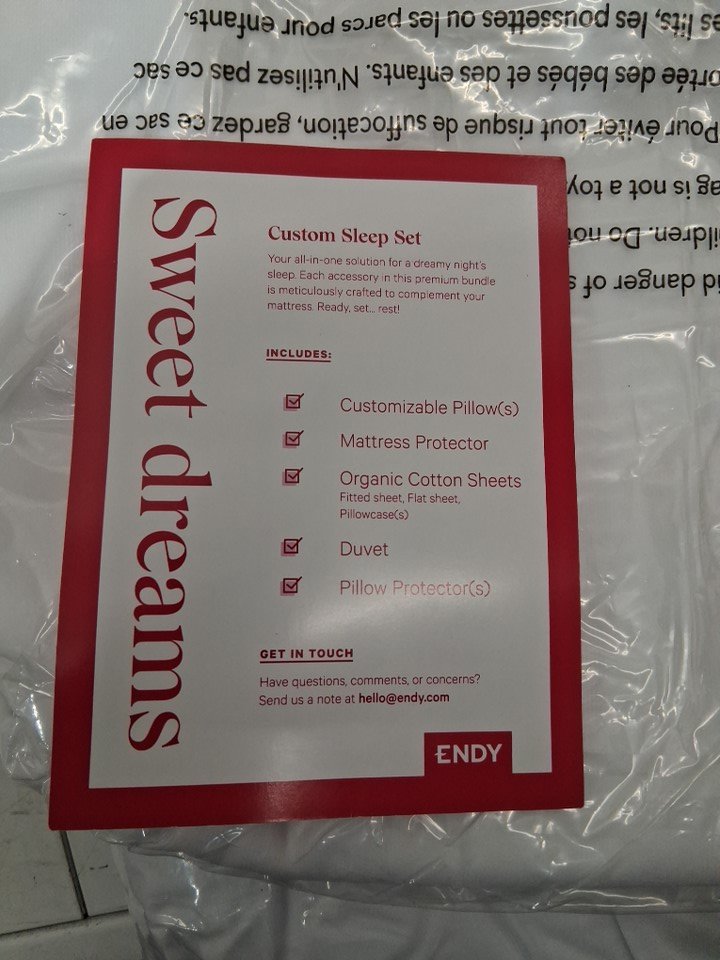 Sweet dreams
Custom Sleep Set
Your all-in-one solution for a dreamy night's
sleep. Each accessory in this premium bundle
is meticulously crafted to complement your
mattress. Ready, set... rest!
INCLUDES:
Customizable Pillow(s)
Mattress Protector
Organic Cotton Sheets
Fitted sheet, Flat sheet,
Pillowcase(s)
Duvet
Pillow Protector(s)
GET IN TOUCH
Have questions, comments, or concerns?
Send us a note at hello@endy.com
ENDY
danger of
Do not
is not a toy
Pour éviter tout risque de suffocation, gardez ce sac en
des bébés et des enfants. N'utilisez pas ce sac
lits, les poussettes ou les parcs pour enfants.